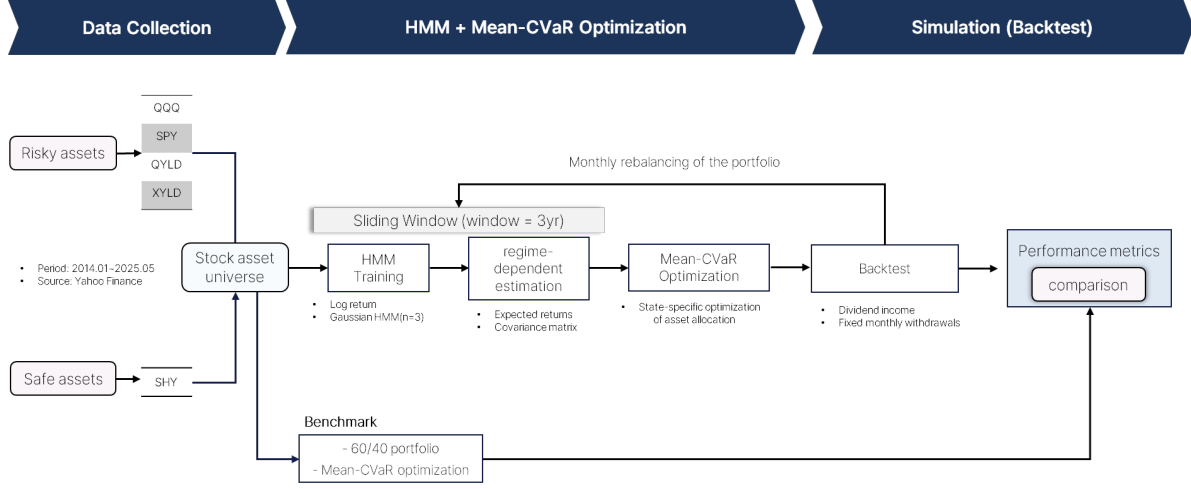 Data Collection
HMM + Mean-CVaR Optimization
Simulation (Backtest)
QQQ
SPY
QYLD
XYLD
Risky assets
Monthly rebalancing of the portfolio
Sliding Window (window = 3yr)
• Period: 2014.01~2025.05
• Source: Yahoo Finance
Stock asset
universe
HMM
Training
• Log return
• Gaussian HMM(n=3)
regime-
dependent
estimation
• Expected returns
• Covariance matrix
Mean-CVaR
Optimization
• State-specific optimization
of asset allocation
Backtest
• Dividend income
• Fixed monthly withdrawals
Performance metrics
comparison
Safe assets
SHY
Benchmark
- 60/40 portfolio
- Mean-CVaR optimization